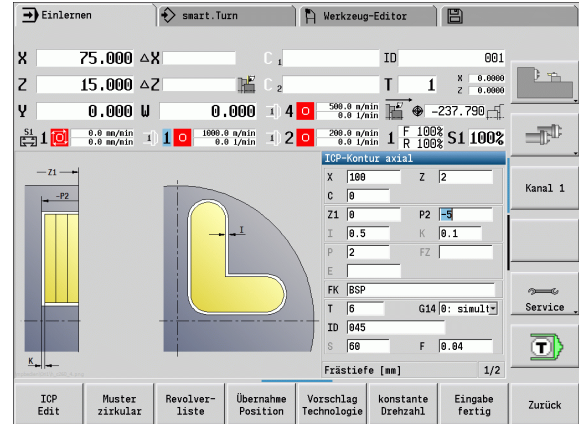 Einlernen smart.Turn Werkzeug-Editor
X 75.000 ΔX C 1 ID 001
Z 15.000 ΔZ C 2 T 1 X 0.0000 Z 0.0000
Y 0.000 U 0.000 4 500.0 m/min 0.0 1/min -237.790
S1 1 0.0 mm/min 0.0 m/min 1 1000.0 m/min 0.0 1/min 2 200.0 m/min 0.0 1/min 1 F 100% R 100% S1 100%
ICP-Kontur axial
X 100 Z 2
C 0
Z1 0 P2 -5
I 0.5 K 0.1
P 2 FZ
E
FK BSP
T 6 G14 0: simult
ID 045
S 60 F 0.04
Frästiefe [mm] 1/2
Z1
-P2
I
K
Kanal 1
Service
T
ICP Edit
Muster zirkular
Revolver-liste
Übernahme Position
Vorschlag Technologie
konstante Drehzahl
Eingabe fertig
Zurück